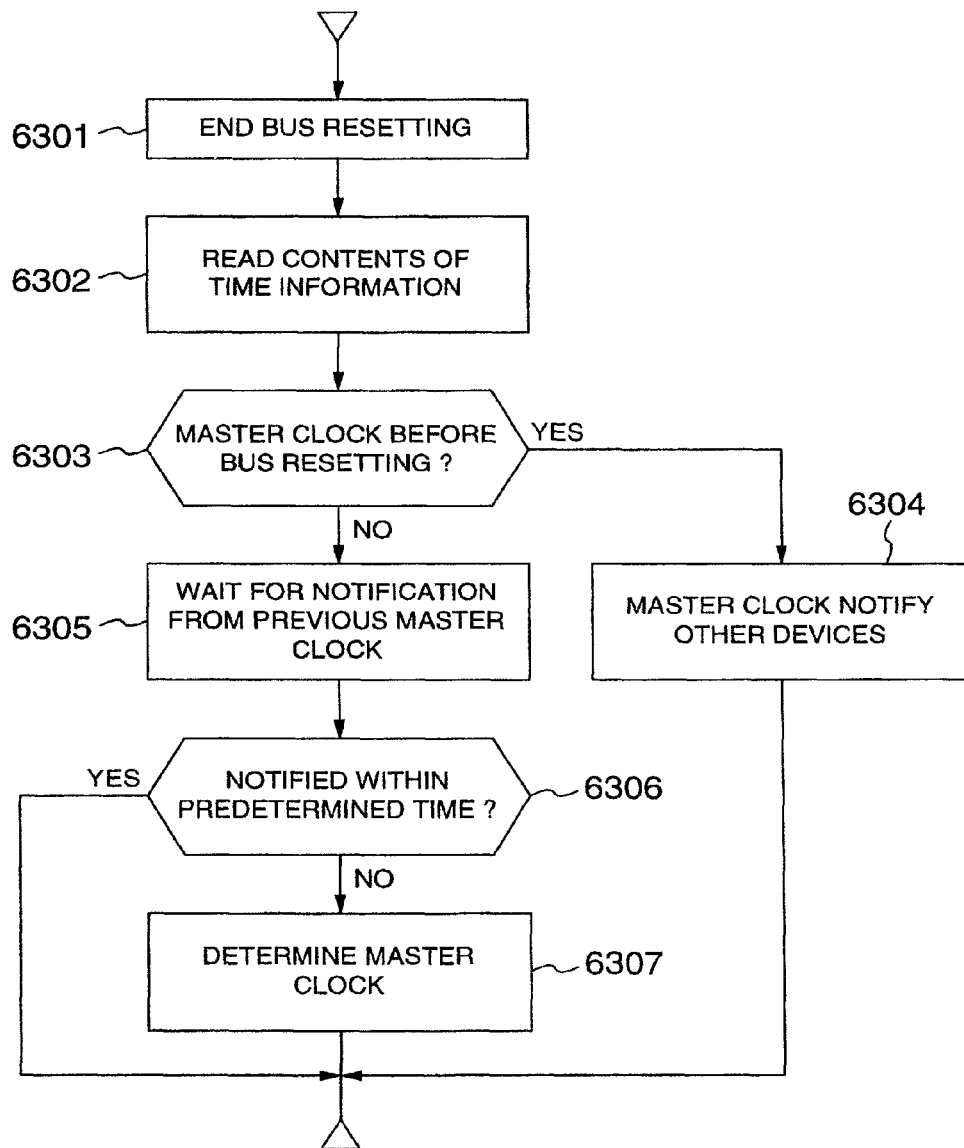 6301
END BUS RESETTING
6302
READ CONTENTS OF
TIME INFORMATION
6303
MASTER CLOCK BEFORE
BUS RESETTING ?
YES
NO
6304
MASTER CLOCK NOTIFY
OTHER DEVICES
6305
WAIT FOR NOTIFICATION
FROM PREVIOUS MASTER
CLOCK
YES
NOTIFIED WITHIN
PREDETERMINED TIME ?
6306
NO
DETERMINE MASTER
CLOCK
6307